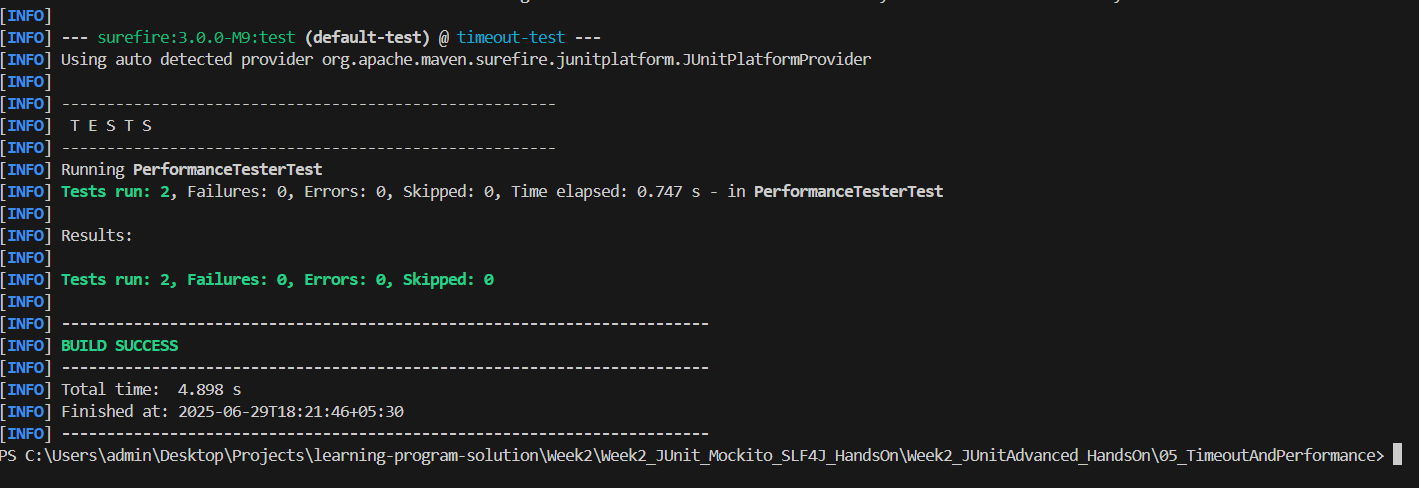 [INFO]
[INFO] --- surefire:3.0.0-M9:test (default-test) @ timeout-test ---
[INFO] Using auto detected provider org.apache.maven.surefire.junitplatform.JUnitPlatformProvider
[INFO]
[INFO] -------------------------------------------------------
[INFO]  T E S T S
[INFO] -------------------------------------------------------
[INFO] Running PerformanceTesterTest
[INFO] Tests run: 2, Failures: 0, Errors: 0, Skipped: 0, Time elapsed: 0.747 s - in PerformanceTesterTest
[INFO]
[INFO] Results:
[INFO]
[INFO] Tests run: 2, Failures: 0, Errors: 0, Skipped: 0
[INFO]
[INFO] ------------------------------------------------------------------------
[INFO] BUILD SUCCESS
[INFO] ------------------------------------------------------------------------
[INFO] Total time:  4.898 s
[INFO] Finished at: 2025-06-29T18:21:46+05:30
[INFO] ------------------------------------------------------------------------
PS C:\Users\admin\Desktop\Projects\learning-program-solution\Week2\Week2_JUnit_Mockito_SLF4J_HandsOn\Week2_JUnitAdvanced_HandsOn\05_TimeoutAndPerformance>